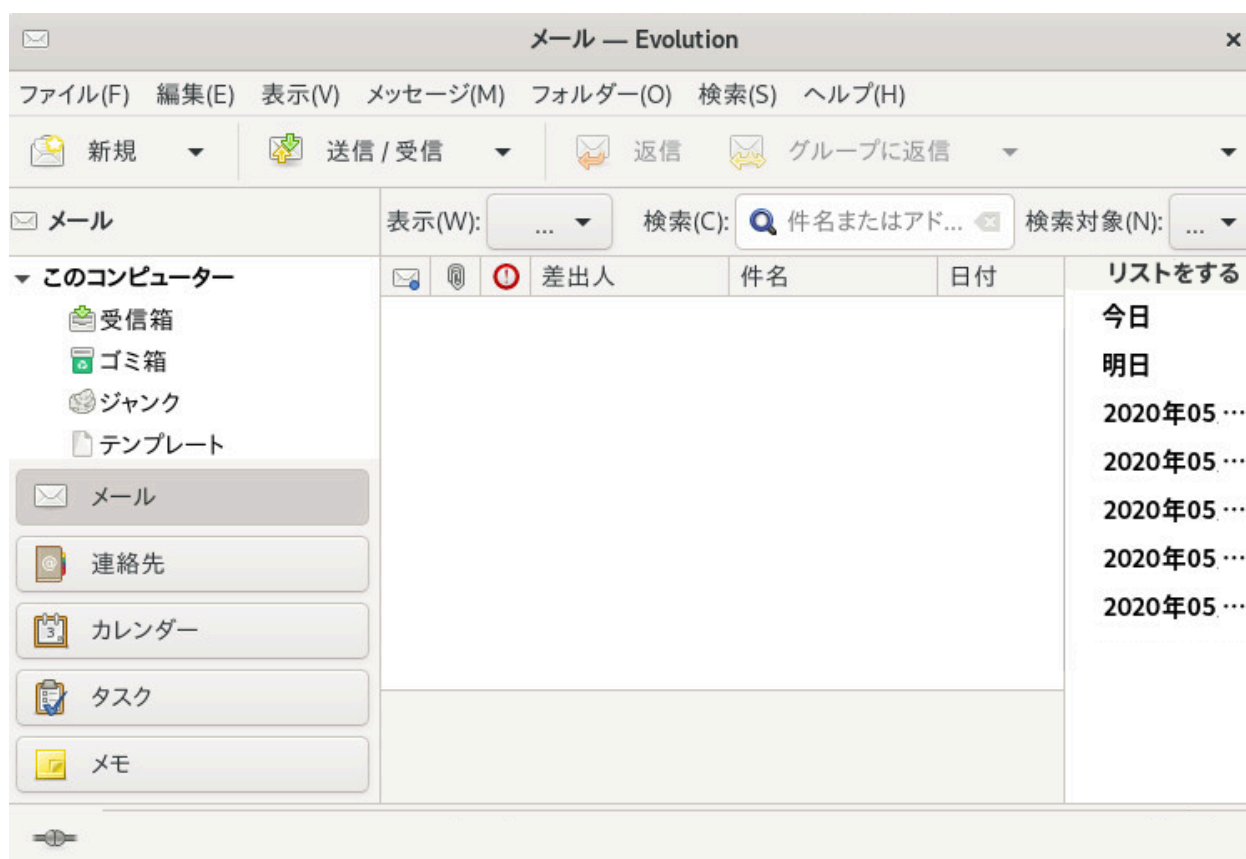 メール — Evolution
ファイル(F) 編集(E) 表示(V) メッセージ(M) フォルダー(O) 検索(S) ヘルプ(H)
新規 送信 / 受信 返信 グループに返信
メール 表示(W): ... 検索(C): 件名またはアド... 検索対象(N): ...
このコンピューター
受信箱
ゴミ箱
ジャンク
テンプレート
メール
連絡先
カレンダー
タスク
メモ
差出人 件名 日付
リストをする
今日
明日
2020年05...
2020年05...
2020年05...
2020年05...
2020年05...